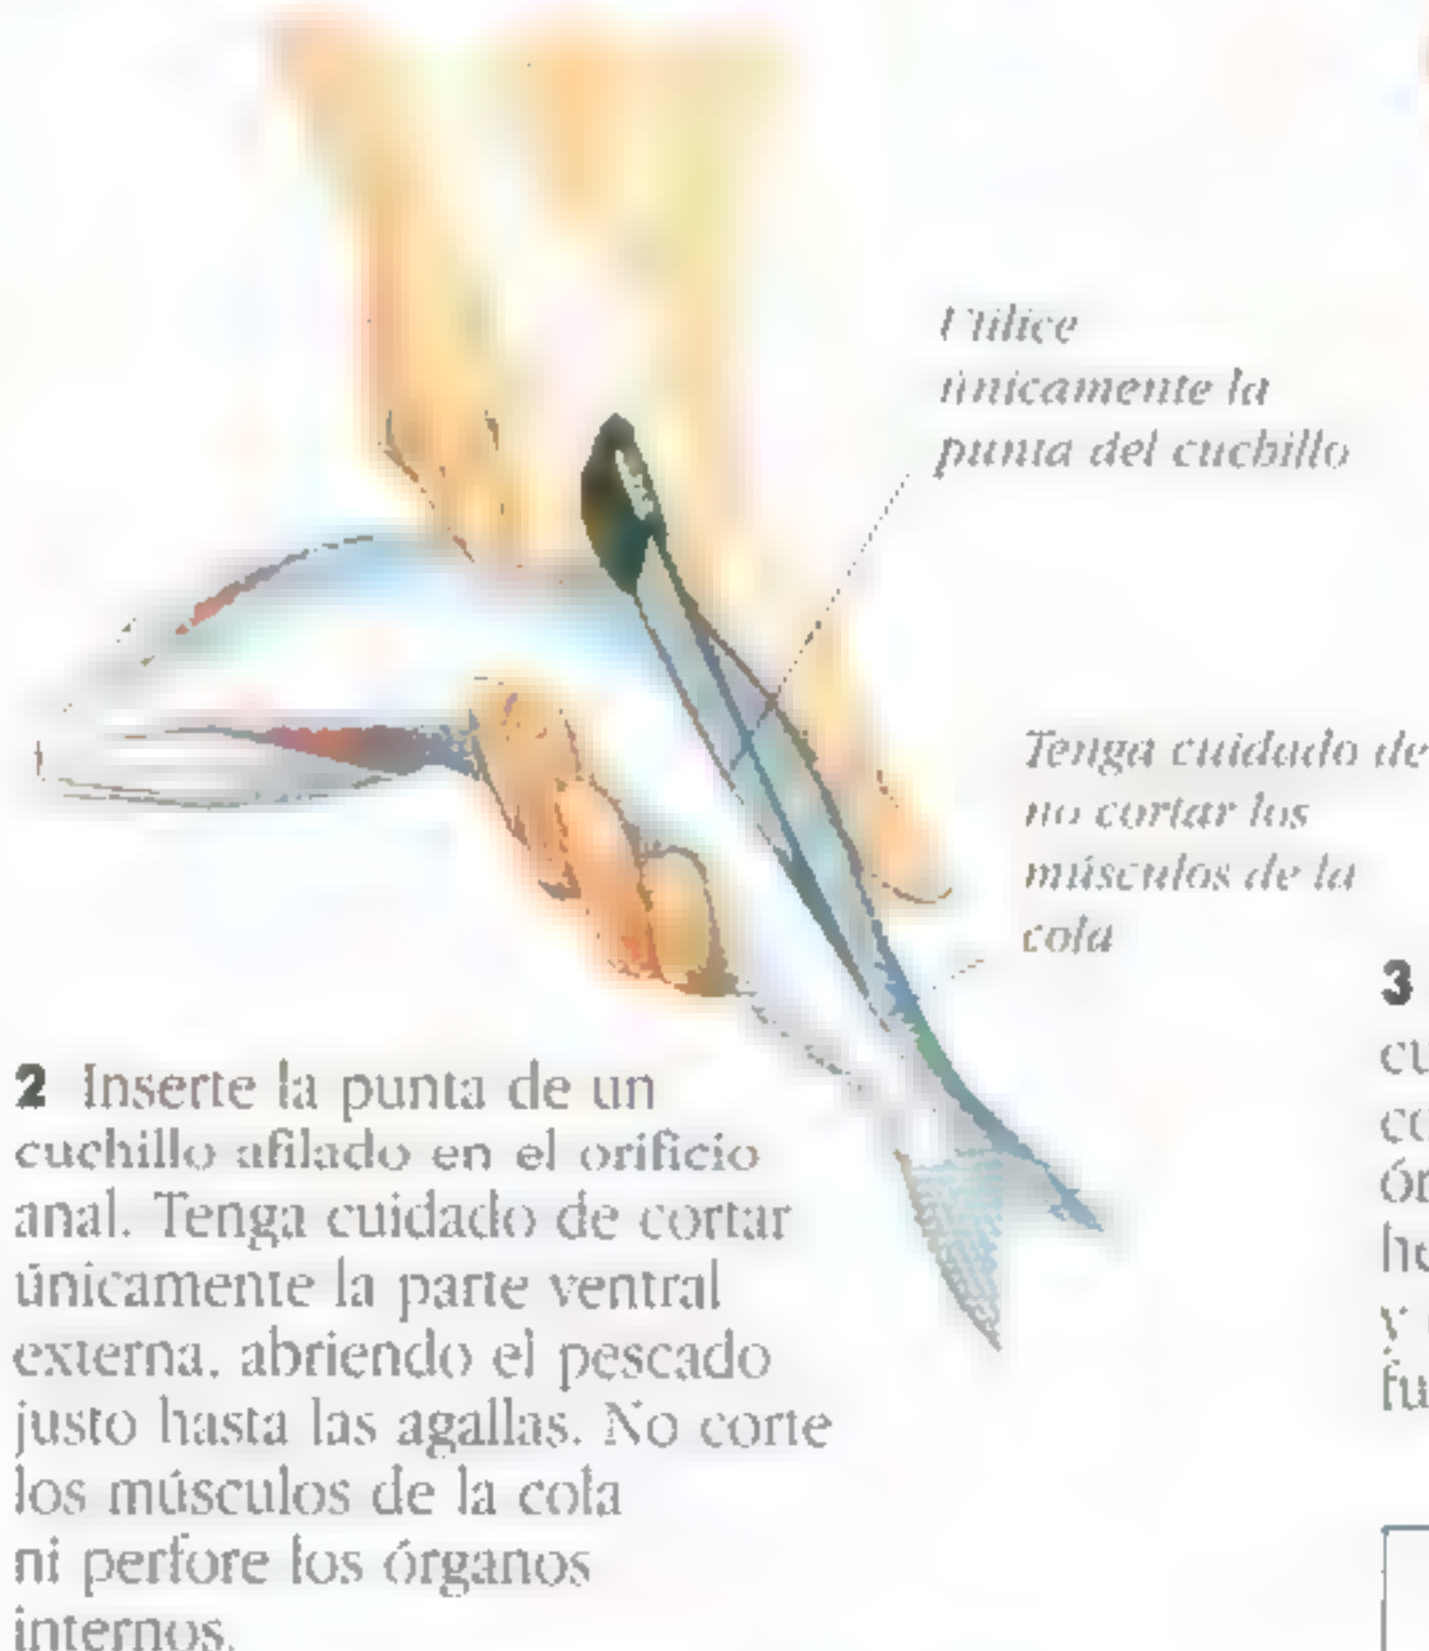 Utilice
únicamente la
punta del cuchillo
Tenga cuidado de
no cortar los
músculos de la
cola
2 Inserte la punta de un
cuchillo afilado en el orificio
anal. Tenga cuidado de cortar
únicamente la parte ventral
externa, abriendo el pescado
justo hasta las agallas. No corte
los músculos de la cola
ni perfore los órganos
internos.
3